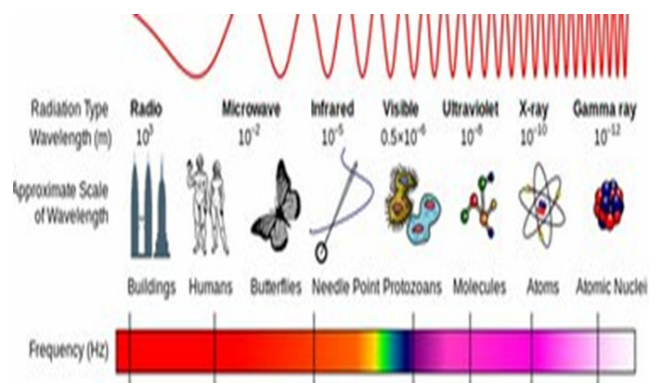 Radiation Type Radio Microwave Infrared Visible Ultraviolet X-ray Gamma ray
Wavelength (m) 10³ 10⁻² 10⁻⁵ 0.5×10⁻⁶ 10⁻⁸ 10⁻¹⁰ 10⁻¹²
Approximate Scale
of Wavelength
Buildings Humans Butterflies Needle Point Protozoans Molecules Atoms Atomic Nuclei
Frequency (Hz)